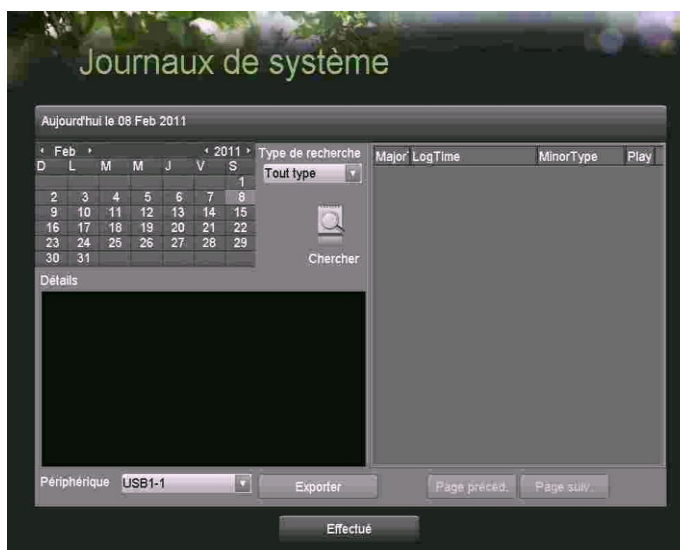 Journaux de système
Aujourd'hui le 08 Feb 2011
Feb 2011
D L M M J V S
1
2 3 4 5 6 7 8
9 10 11 12 13 14 15
16 17 18 19 20 21 22
23 24 25 26 27 28 29
30 31
Type de recherche
Tout type
Chercher
Major LogTime MinorType Play
Détails
Périphérique USB1-1 Exporter Page précéd. Page suiv.
Effectué